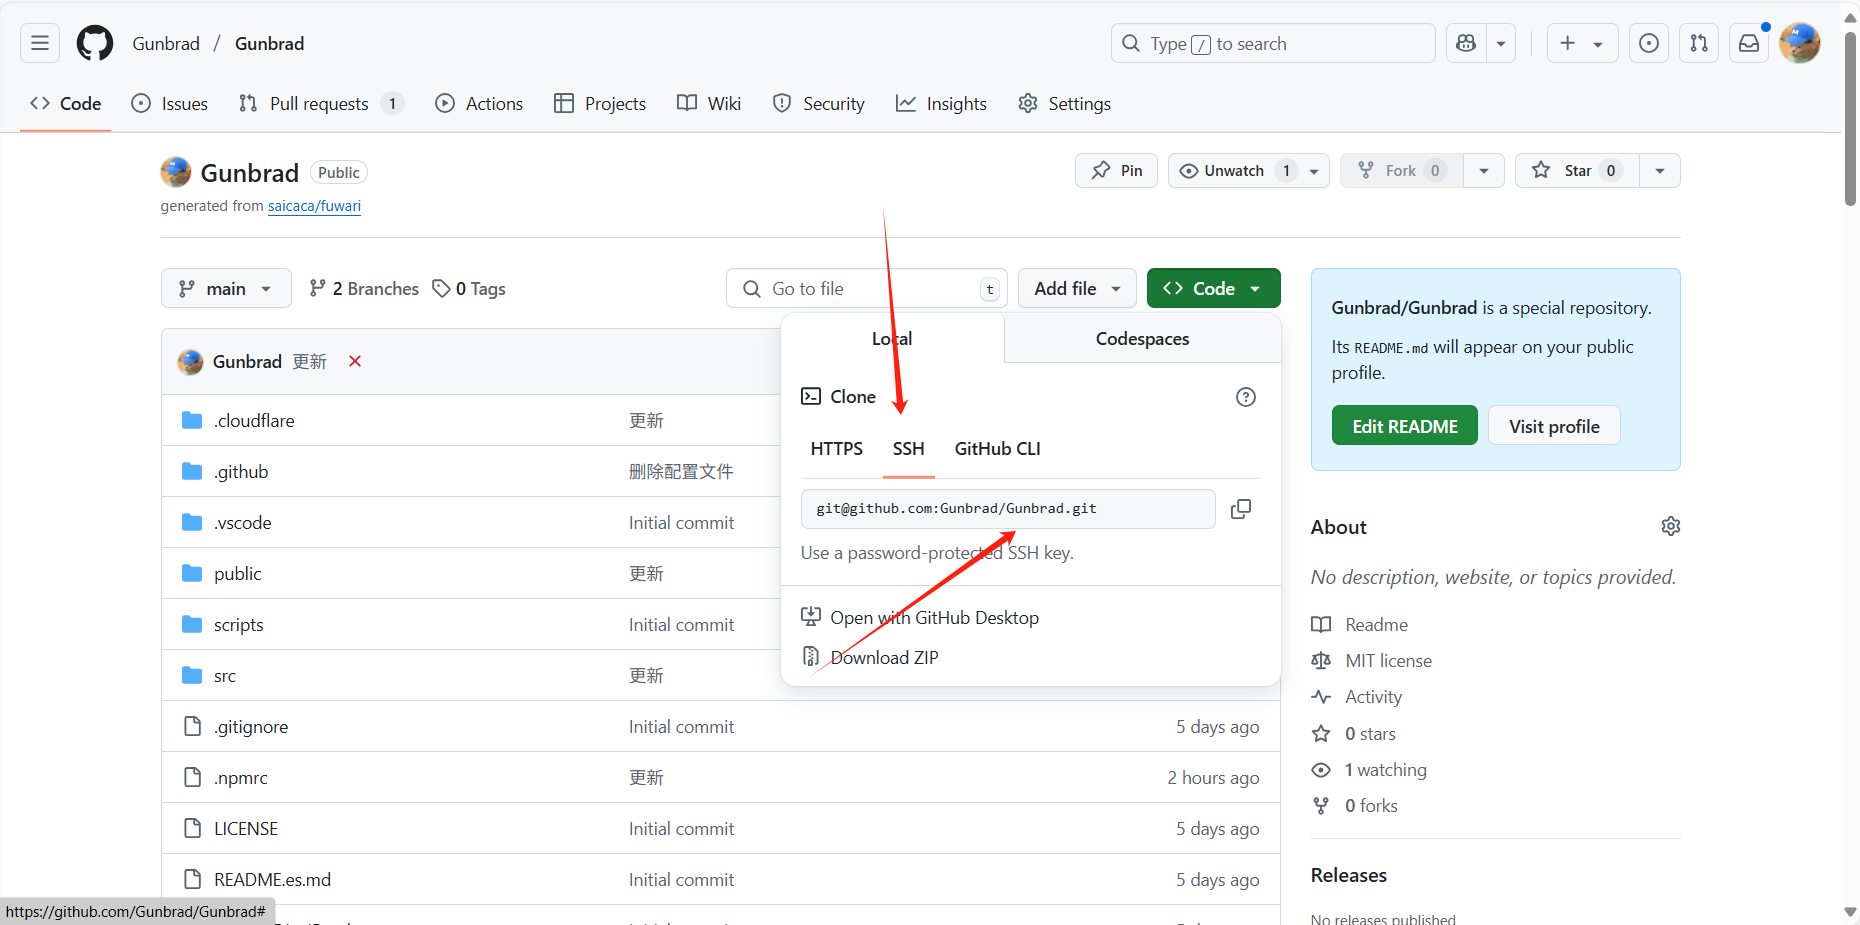 Gunbrad / Gunbrad
Type / to search
Code
Issues
Pull requests 1
Actions
Projects
Wiki
Security
Insights
Settings
Gunbrad Public
generated from saicaca/fuwari
Pin
Unwatch 1
Fork 0
Star 0
main
2 Branches
0 Tags
Go to file t
Add file
Code
Local
Codespaces
Clone
HTTPS
SSH
GitHub CLI
git@github.com:Gunbrad/Gunbrad.git
Use a password-protected SSH key.
Open with GitHub Desktop
Download ZIP
Gunbrad 更新
.cloudflare 更新
.github 删除配置文件
.vscode Initial commit
public 更新
scripts Initial commit
src 更新
.gitignore Initial commit 5 days ago
.npmrc 更新 2 hours ago
LICENSE Initial commit 5 days ago
README.es.md Initial commit 5 days ago
Gunbrad/Gunbrad is a special repository.
Its README.md will appear on your public
profile.
Edit README
Visit profile
About
No description, website, or topics provided.
Readme
MIT license
Activity
0 stars
1 watching
0 forks
Releases
No releases published
https://github.com/Gunbrad/Gunbrad#